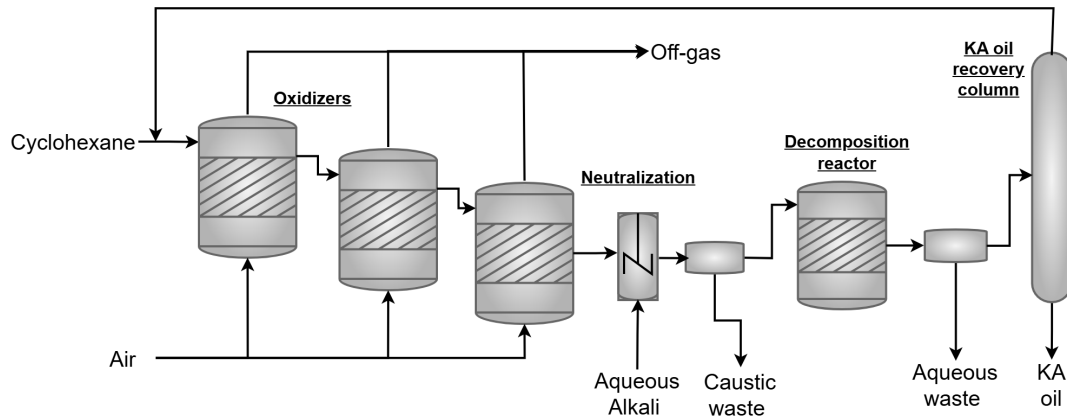 Off-gas
KA oil
recovery
column
Oxidizers
Cyclohexane
Decomposition
reactor
Neutralization
Air
Aqueous
Alkali
Caustic
waste
Aqueous
waste
KA
oil